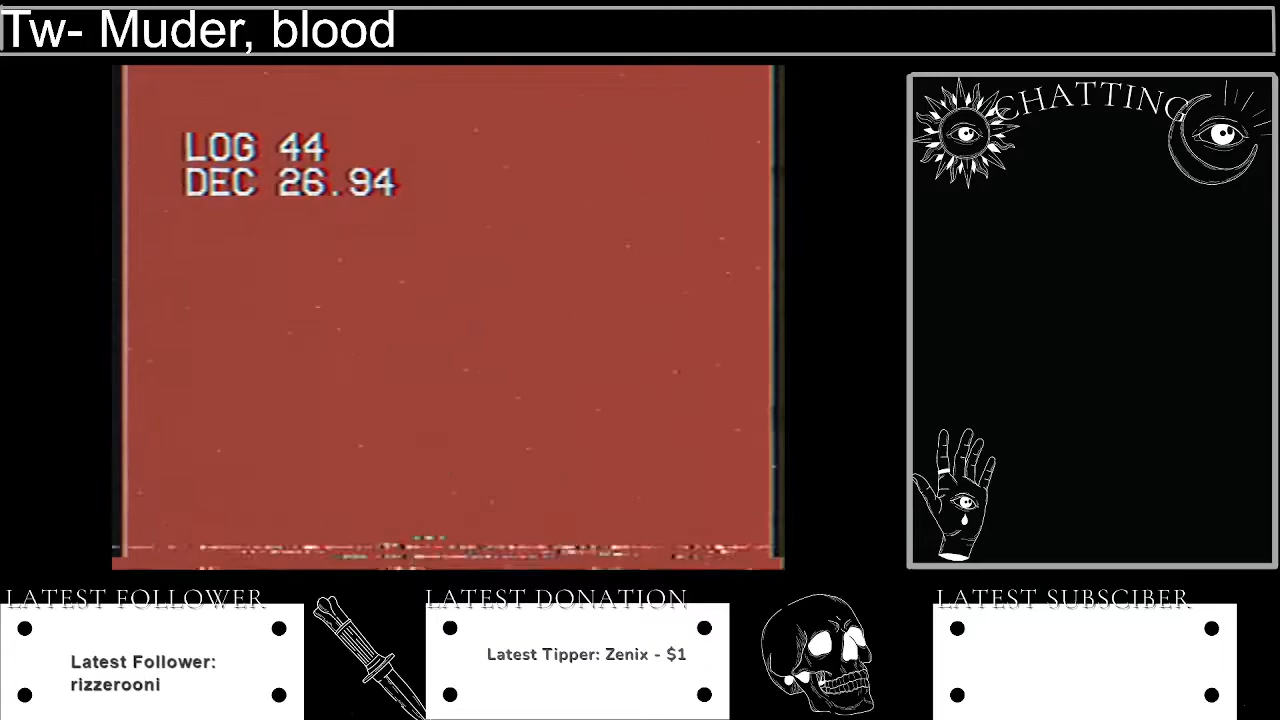 Tw- Muder, blood
LOG 44
DEC 26.94
CHATTING
LATEST FOLLOWER
Latest Follower:
rizzerooni
LATEST DONATION
Latest Tipper: Zenix - $1
LATEST SUBSCIBER